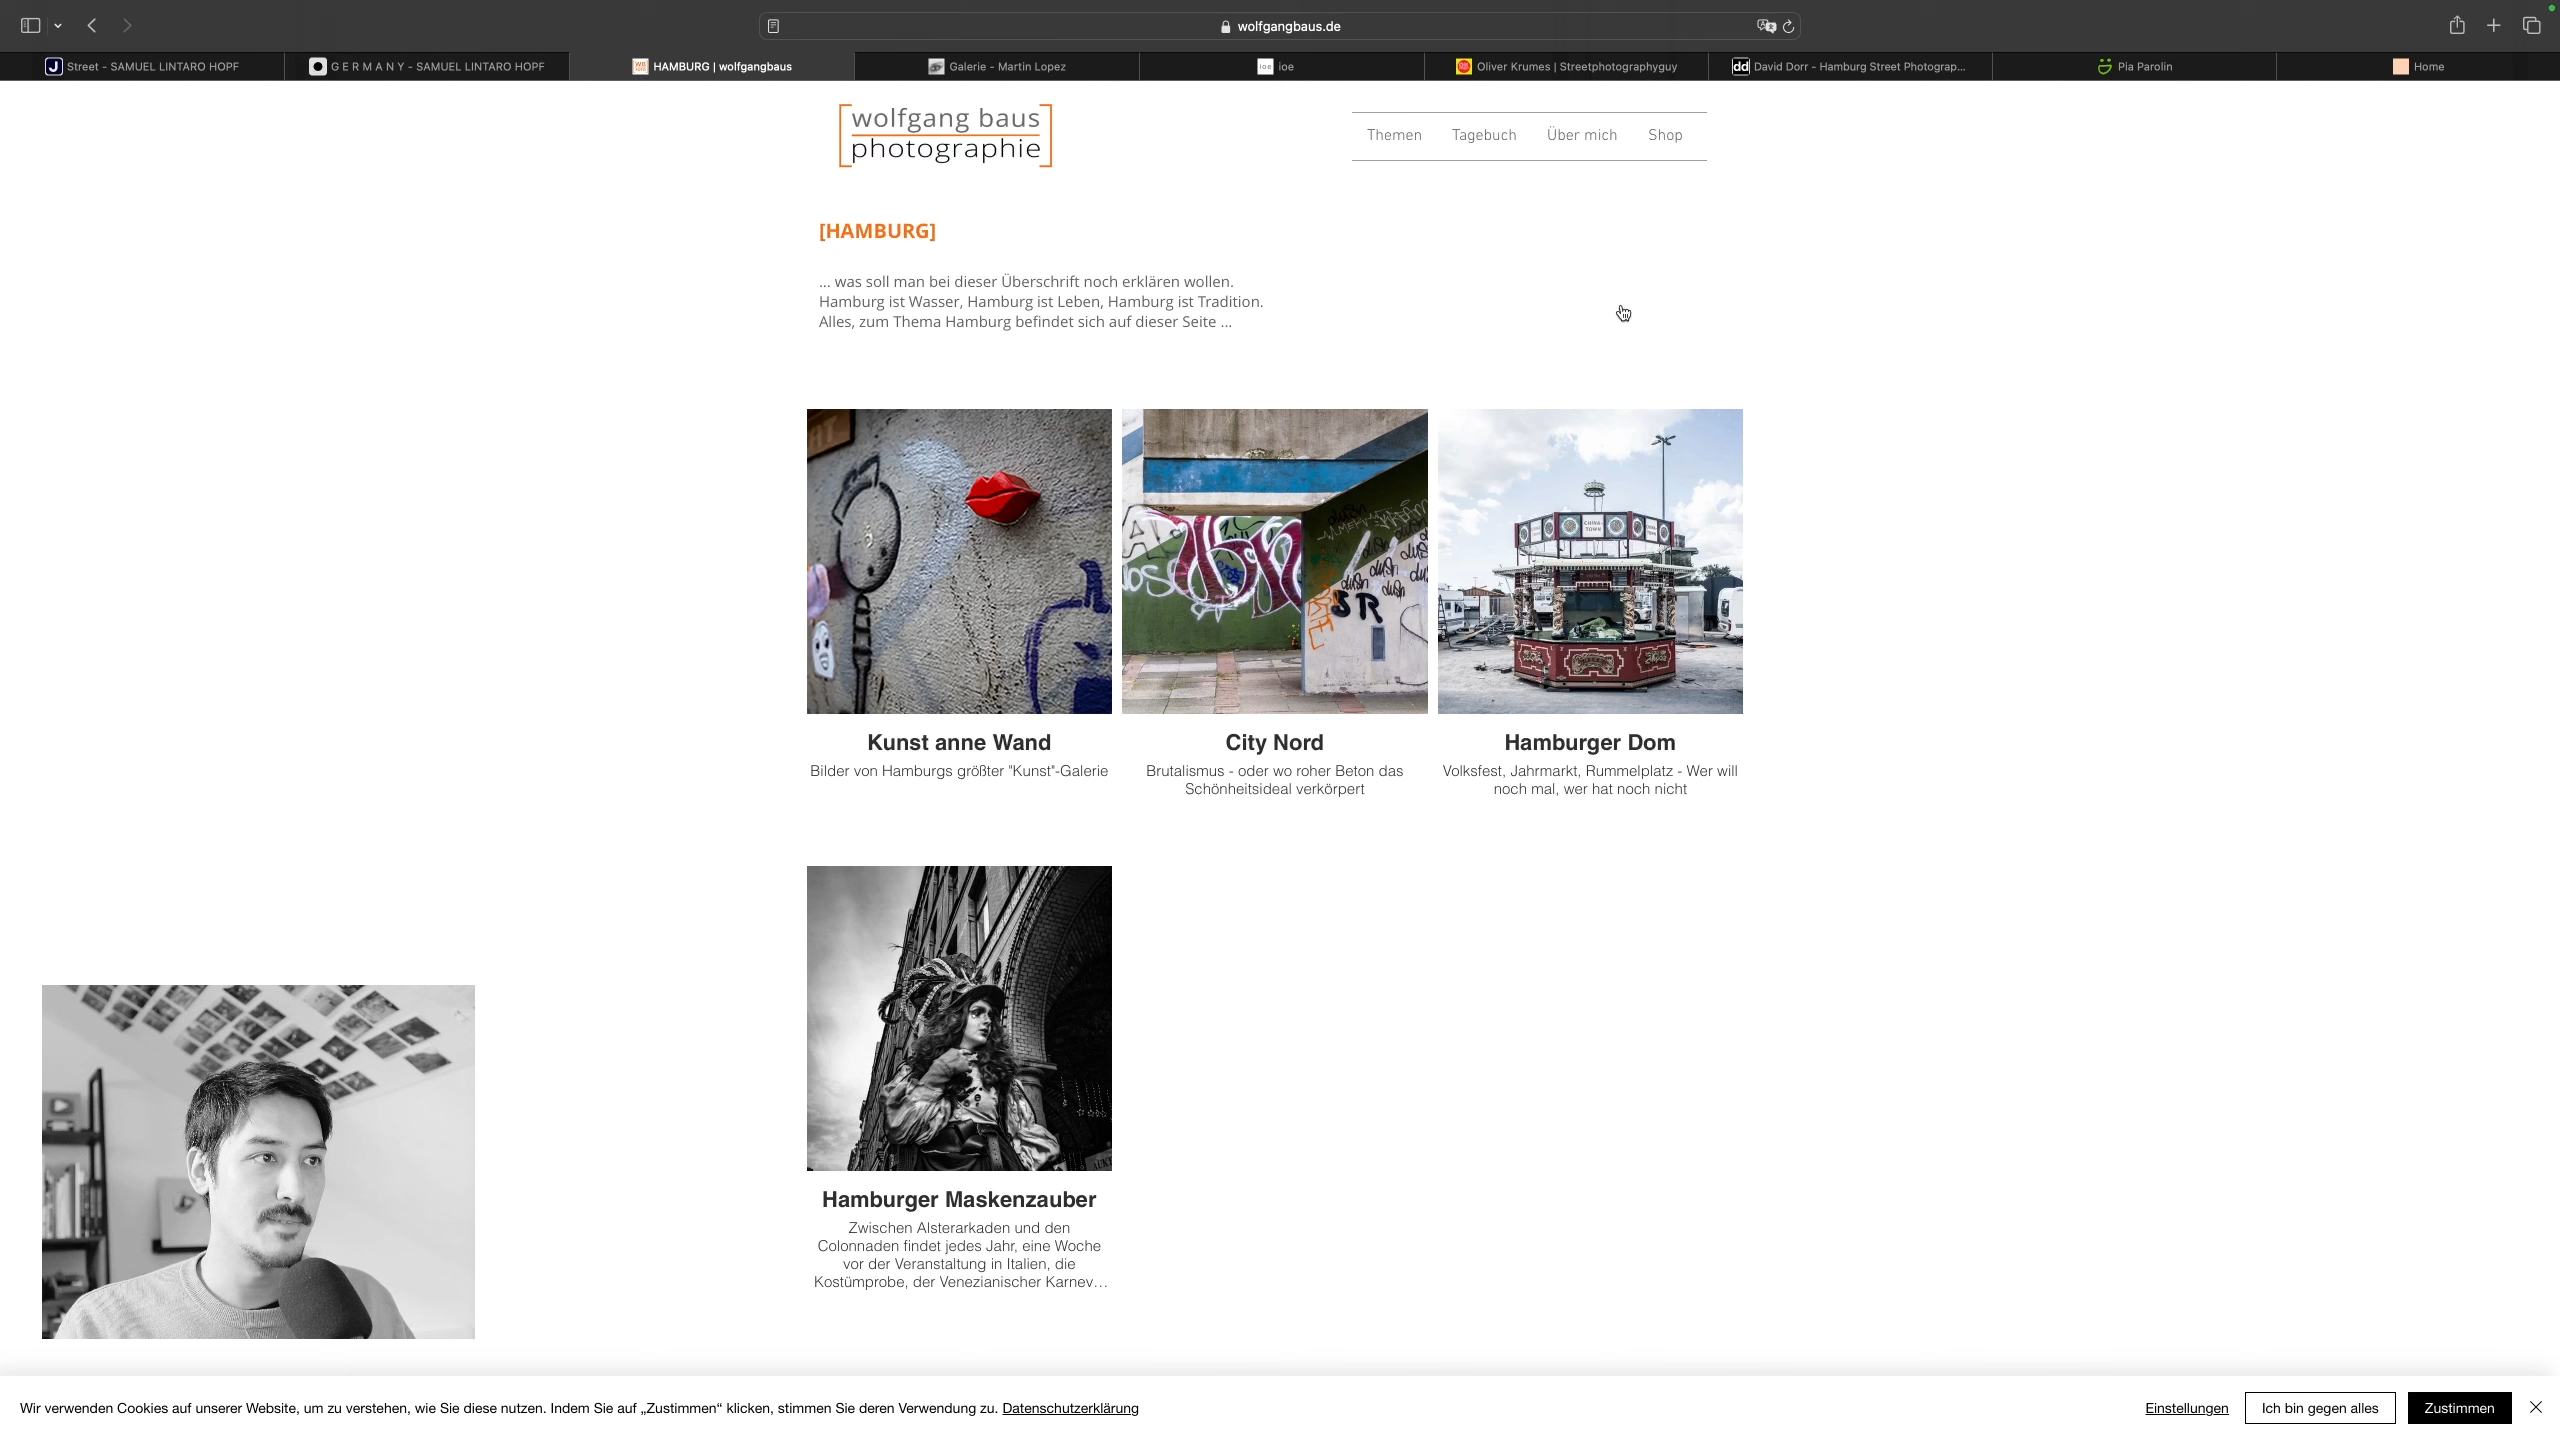 wolfgangbaus.de
Street - SAMUEL LINTARO HOPF
G E R M A N Y - SAMUEL LINTARO HOPF
HAMBURG | wolfgangbaus
Galerie - Martin Lopez
ioe
ioe
Oliver Krumes | Streetphotographyguy
dd
David Dorr - Hamburg Street Photograp...
Pia Parolin
Home
wolfgang baus
photographie
Themen
Tagebuch
Über mich
Shop
[HAMBURG]
... was soll man bei dieser Überschrift noch erklären wollen.
Hamburg ist Wasser, Hamburg ist Leben, Hamburg ist Tradition.
Alles, zum Thema Hamburg befindet sich auf dieser Seite ...
CHINA-
TOWN
SR
Kunst anne Wand
Bilder von Hamburgs größter "Kunst"-Galerie
City Nord
Brutalismus - oder wo roher Beton das
Schönheitsideal verkörpert
Hamburger Dom
Volksfest, Jahrmarkt, Rummelplatz - Wer will
noch mal, wer hat noch nicht
Hamburger Maskenzauber
Zwischen Alsterarkaden und den
Colonnaden findet jedes Jahr, eine Woche
vor der Veranstaltung in Italien, die
Kostümprobe, der Venezianischer Karnev...
Wir verwenden Cookies auf unserer Website, um zu verstehen, wie Sie diese nutzen. Indem Sie auf „Zustimmen“ klicken, stimmen Sie deren Verwendung zu. Datenschutzerklärung
Einstellungen
Ich bin gegen alles
Zustimmen